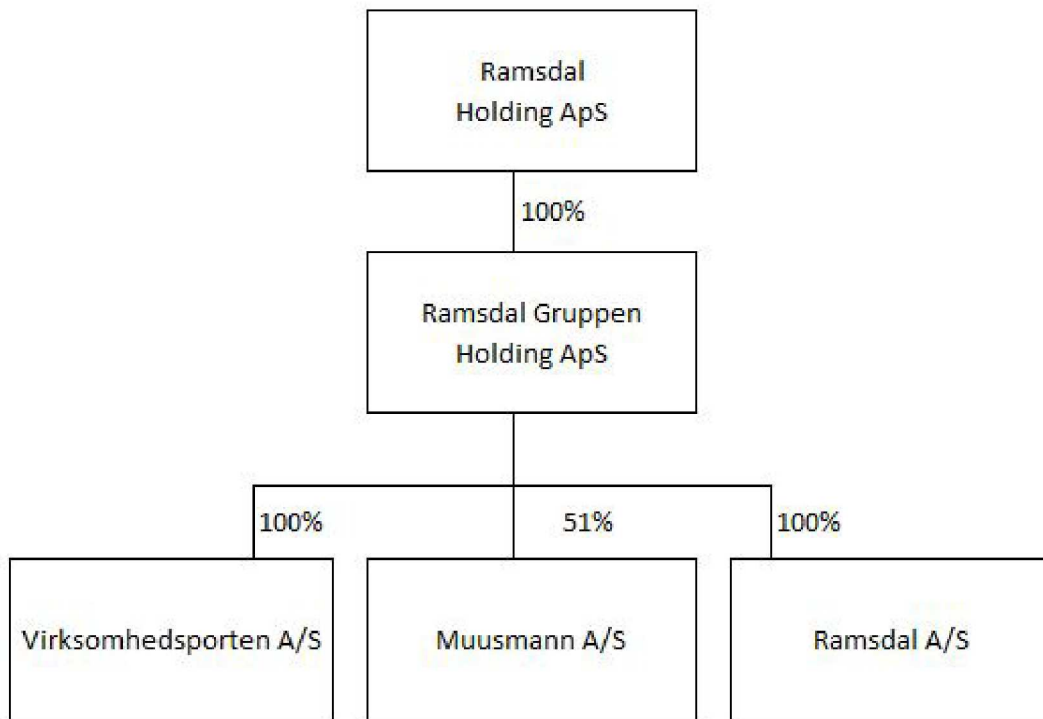 Ramsdal
Holding ApS
100%
Ramsdal Gruppen
Holding ApS
100%
51%
100%
Virksomhedsporten A/S
Muusmann A/S
Ramsdal A/S